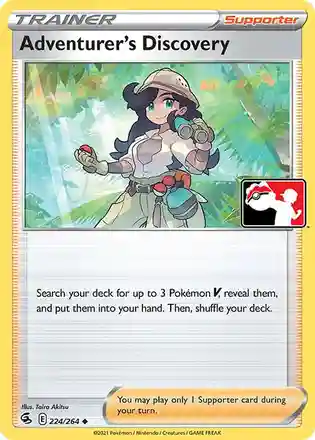 TRAINER Supporter
Adventurer's Discovery
Search your deck for up to 3 Pokémon V, reveal them,
and put them into your hand. Then, shuffle your deck.
Illus. Taira Akitsu
You may play only 1 Supporter card during
your turn.
E 224/264 ◆
©2021 Pokémon / Nintendo / Creatures / GAME FREAK